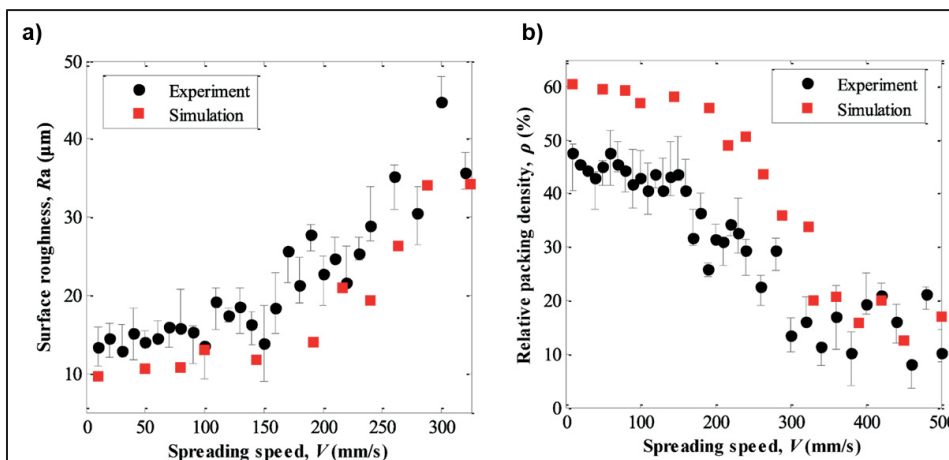 a)
50
40
30
20
10
Surface roughness, Ra (µm)
Experiment
Simulation
0 50 100 150 200 250 300
Spreading speed, V (mm/s)
b)
60
50
40
30
20
10
0
Relative packing density, ρ (%)
Experiment
Simulation
0 100 200 300 400 500
Spreading speed, V (mm/s)